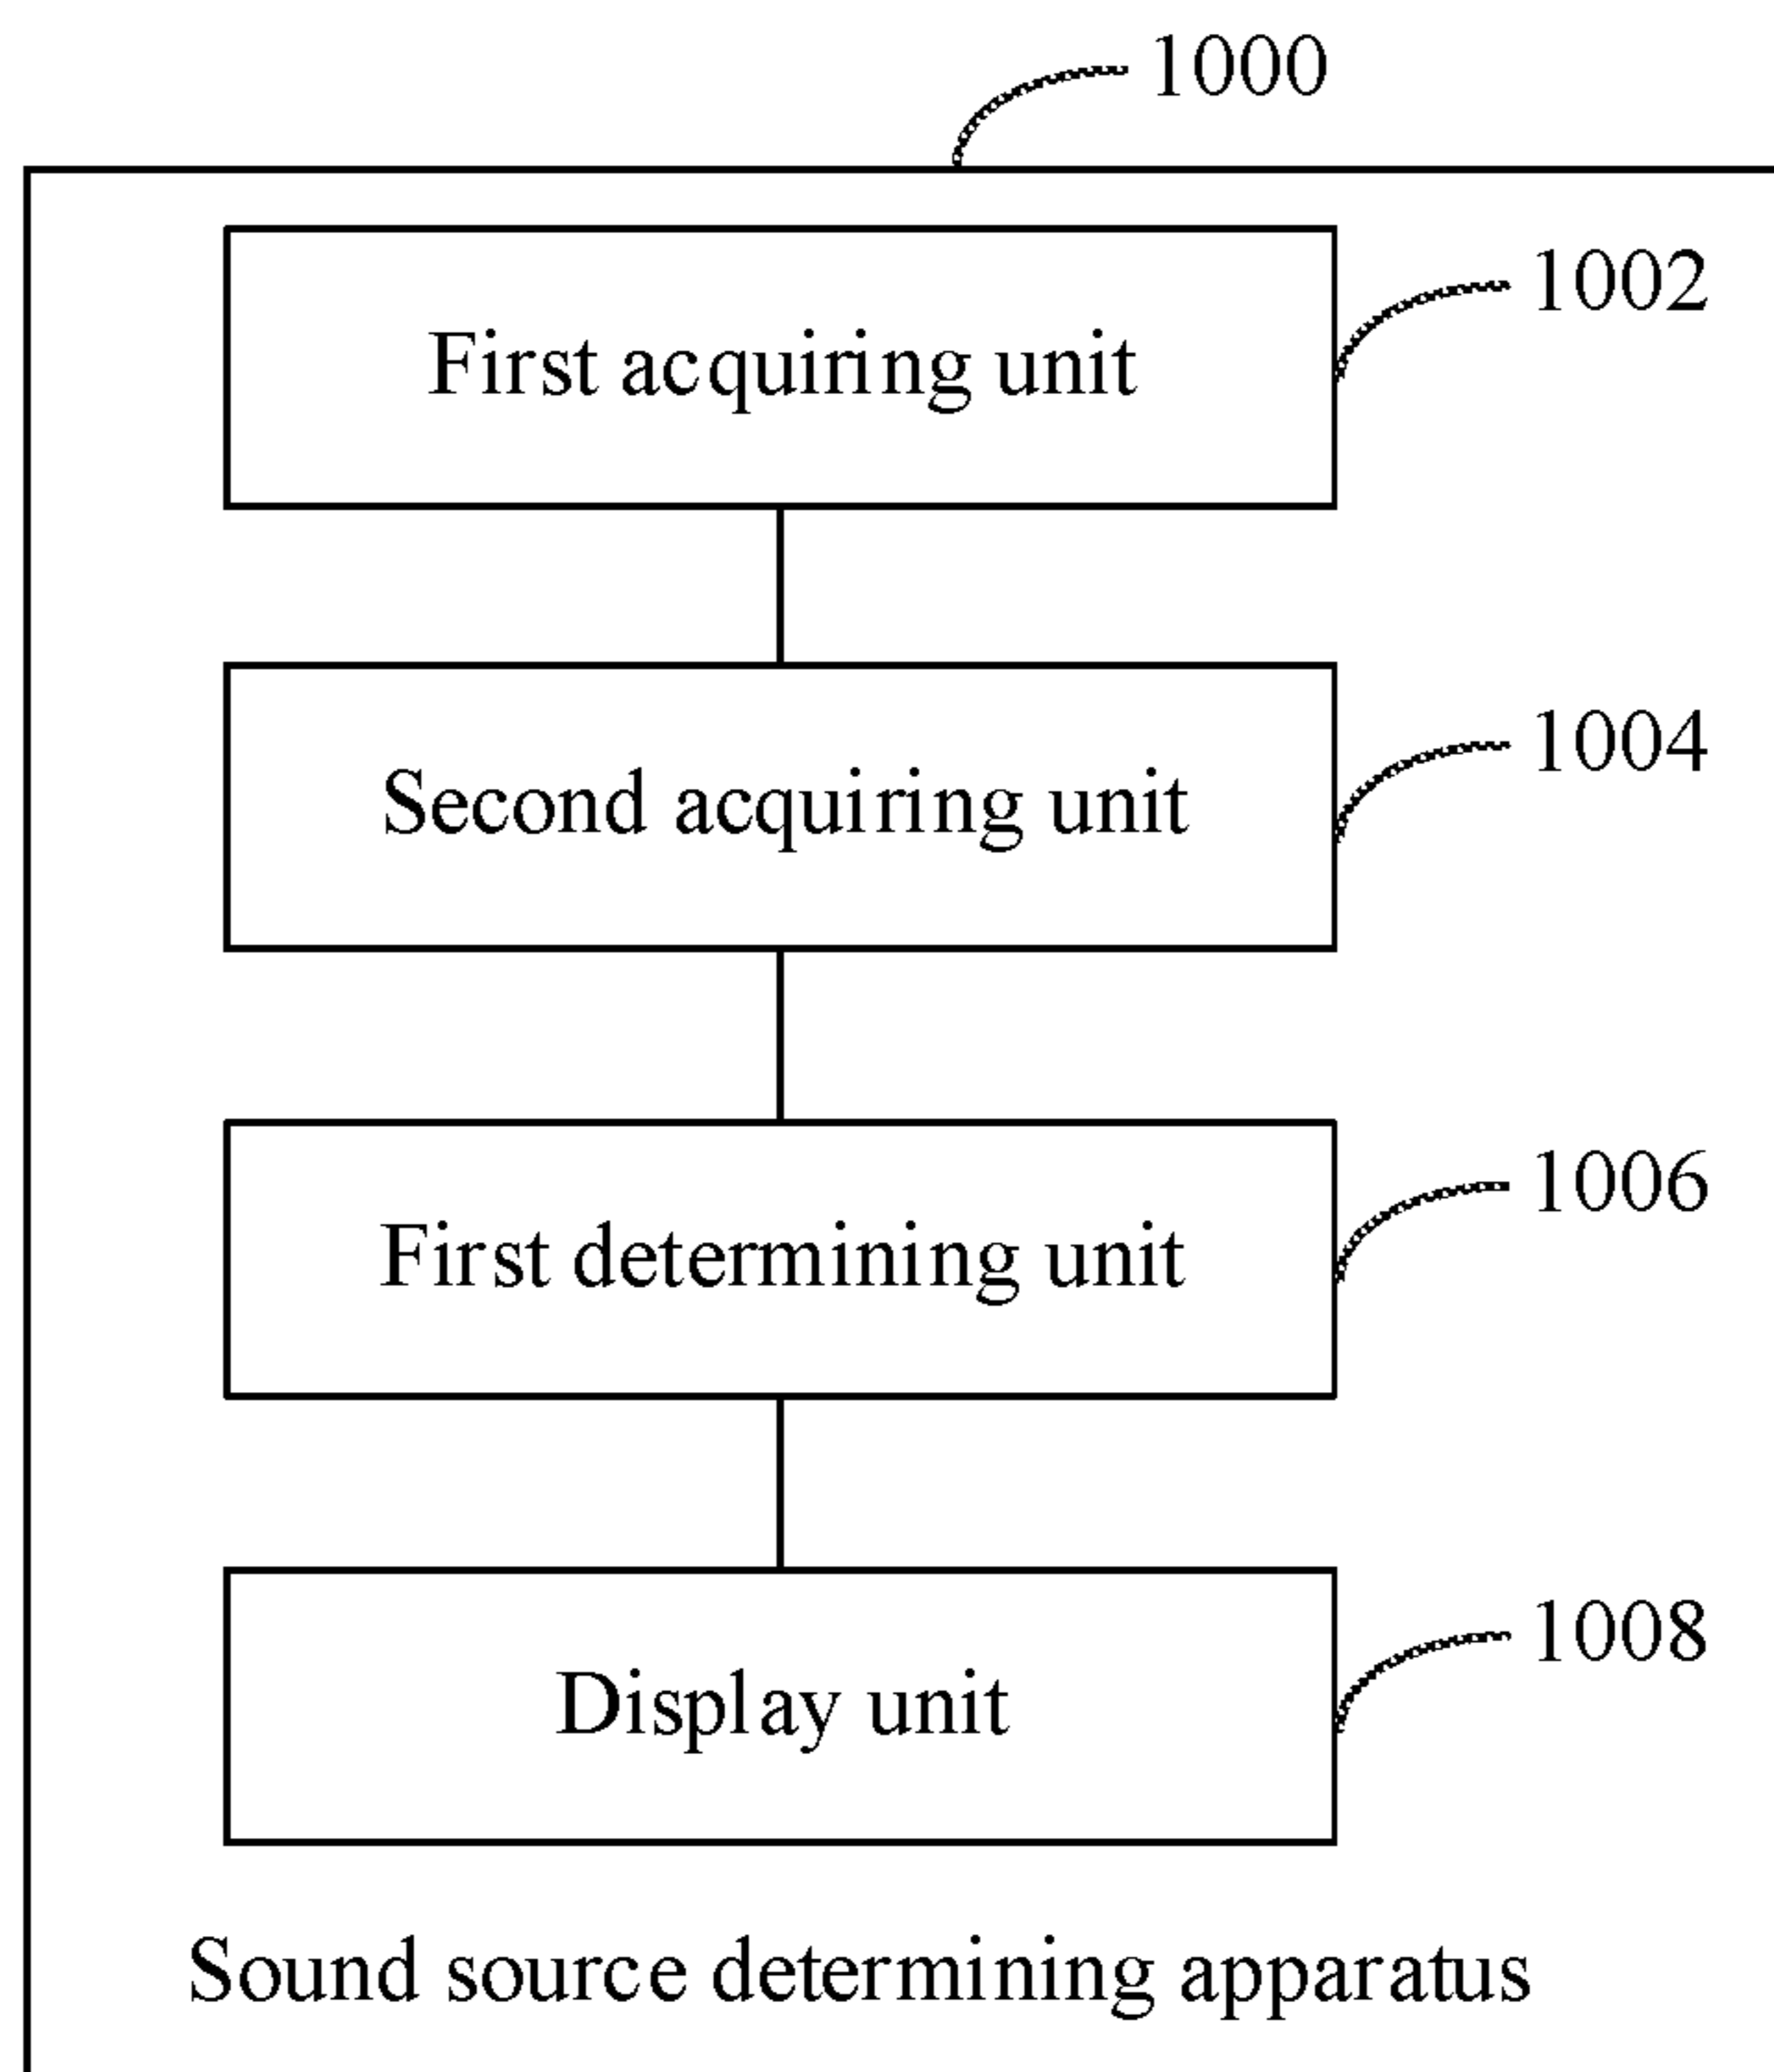 1000
First acquiring unit
1002
Second acquiring unit
1004
First determining unit
1006
Display unit
1008
Sound source determining apparatus